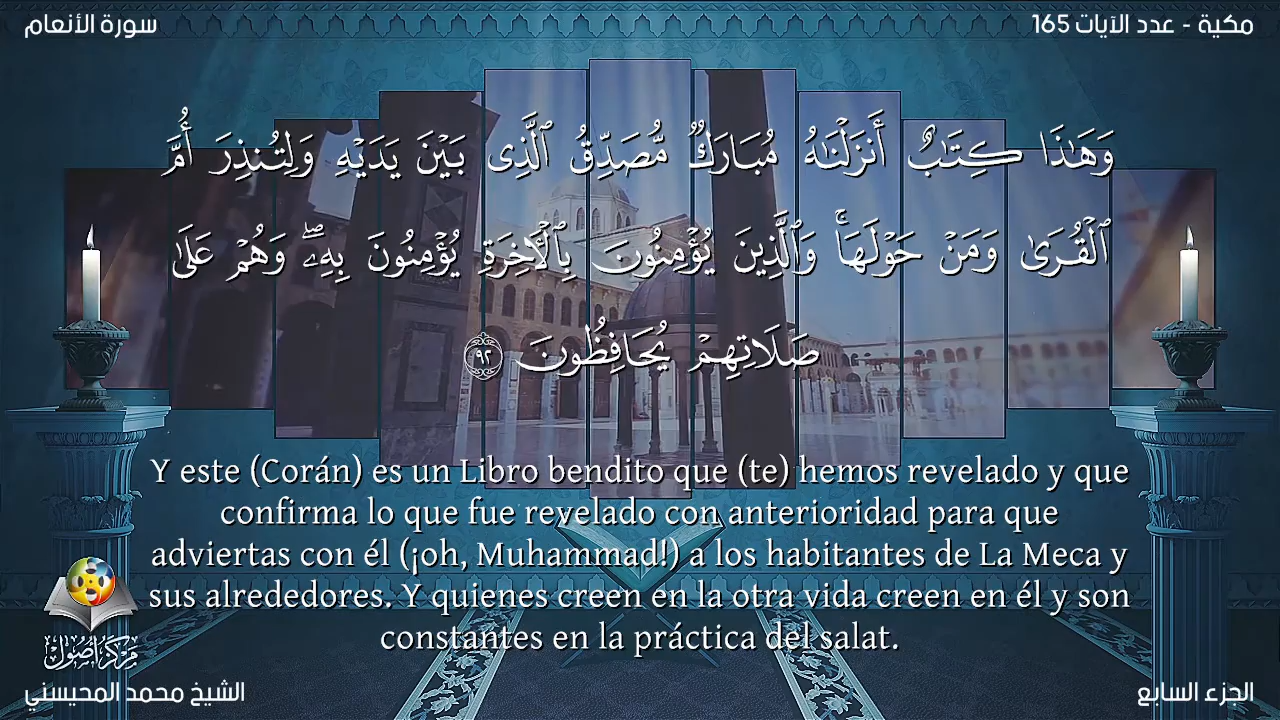 سورة الأنعام
مكية - عدد الآيات 165
وَهَٰذَا كِتَٰبٌ أَنزَلْنَٰهُ مُبَارَكٌ مُّصَدِّقُ ٱلَّذِى بَيْنَ يَدَيْهِ وَلِتُنذِرَ أُمَّ
ٱلْقُرَىٰ وَمَنْ حَوْلَهَا ۚ وَٱلَّذِينَ يُؤْمِنُونَ بِٱلْءَاخِرَةِ يُؤْمِنُونَ بِهِۦ ۖ وَهُمْ عَلَىٰ
صَلَاتِهِمْ يُحَافِظُونَ ٩٢
Y este (Corán) es un Libro bendito que (te) hemos revelado y que
confirma lo que fue revelado con anterioridad para que
adviertas con él (¡oh, Muhammad!) a los habitantes de La Meca y
sus alrededores. Y quienes creen en la otra vida creen en él y son
constantes en la práctica del salat.
مركز أصول
الشيخ محمد المحيسني
الجزء السابع